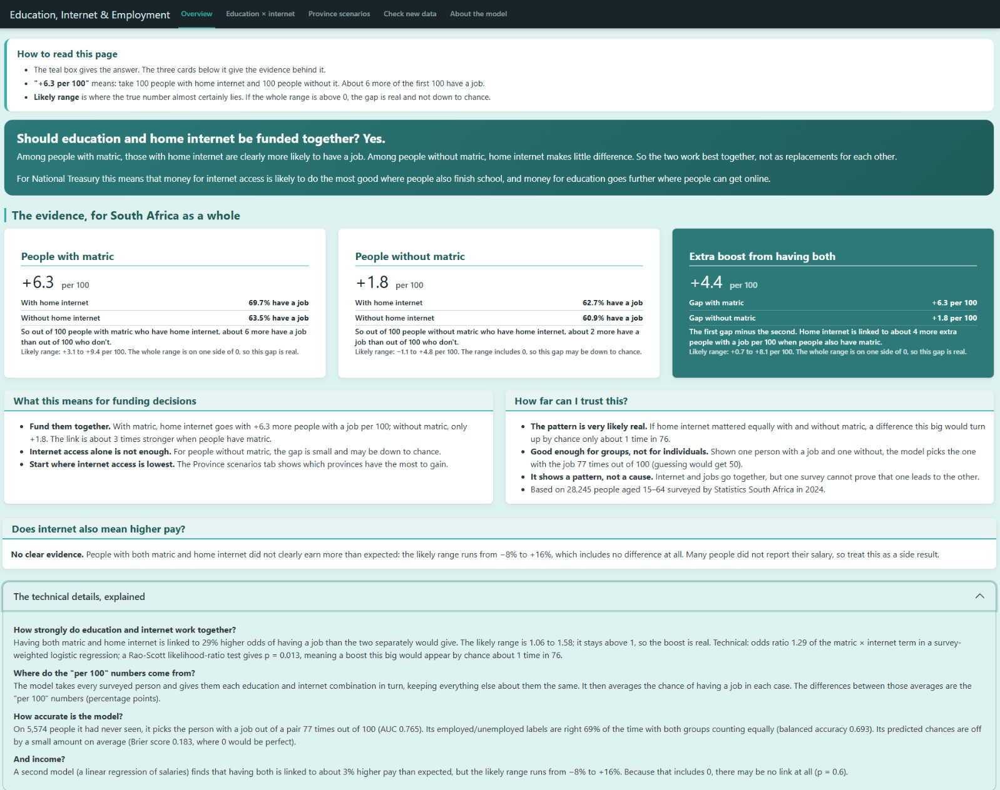 Education, Internet & Employment
Overview
Education × internet
Province scenarios
Check new data
About the model
How to read this page
• The teal box gives the answer. The three cards below it give the evidence behind it.
• "+6.3 per 100" means: take 100 people with home internet and 100 people without it. About 6 more of the first 100 have a job.
• Likely range is where the true number almost certainly lies. If the whole range is above 0, the gap is real and not down to chance.
Should education and home internet be funded together? Yes.
Among people with matric, those with home internet are clearly more likely to have a job. Among people without matric, home internet makes little difference. So the two work best together, not as replacements for each other.
For National Treasury this means that money for internet access is likely to do the most good where people also finish school, and money for education goes further where people can get online.
The evidence, for South Africa as a whole
People with matric
+6.3 per 100
With home internet 69.7% have a job
Without home internet 63.5% have a job
So out of 100 people with matric who have home internet, about 6 more have a job
than out of 100 who don't.
Likely range: +3.1 to +9.4 per 100. The whole range is on one side of 0, so this gap is real.
People without matric
+1.8 per 100
With home internet 62.7% have a job
Without home internet 60.9% have a job
So out of 100 people without matric who have home internet, about 2 more have a
job than out of 100 who don't.
Likely range: −1.1 to +4.8 per 100. The range includes 0, so this gap may be down to chance.
Extra boost from having both
+4.4 per 100
Gap with matric +6.3 per 100
Gap without matric +1.8 per 100
The first gap minus the second. Home internet is linked to about 4 more extra
people with a job per 100 when people also have matric.
Likely range: +0.7 to +8.1 per 100. The whole range is on one side of 0, so this gap is real.
What this means for funding decisions
• Fund them together. With matric, home internet goes with +6.3 more people with a job per 100; without matric, only
+1.8. The link is about 3 times stronger when people have matric.
• Internet access alone is not enough. For people without matric, the gap is small and may be down to chance.
• Start where internet access is lowest. The Province scenarios tab shows which provinces have the most to gain.
How far can I trust this?
• The pattern is very likely real. If home internet mattered equally with and without matric, a difference this big would turn
up by chance only about 1 time in 76.
• Good enough for groups, not for individuals. Shown one person with a job and one without, the model picks the one
with the job 77 times out of 100 (guessing would get 50).
• It shows a pattern, not a cause. Internet and jobs go together, but one survey cannot prove that one leads to the other.
• Based on 28,245 people aged 15–64 surveyed by Statistics South Africa in 2024.
Does internet also mean higher pay?
No clear evidence. People with both matric and home internet did not clearly earn more than expected: the likely range runs from −8% to +16%, which includes no difference at all. Many people did not report their salary, so treat this as a side result.
The technical details, explained
How strongly do education and internet work together?
Having both matric and home internet is linked to 29% higher odds of having a job than the two separately would give. The likely range is 1.06 to 1.58; it stays above 1, so the boost is real. Technical: odds ratio 1.29 of the matric × internet term in a survey-
weighted logistic regression; a Rao-Scott likelihood-ratio test gives p = 0.013, meaning a boost this big would appear by chance about 1 time in 76.
Where do the "per 100" numbers come from?
The model takes every surveyed person and gives them each education and internet combination in turn, keeping everything else about them the same. It then averages the chance of having a job in each case. The differences between those averages are the
"per 100" numbers (percentage points).
How accurate is the model?
On 5,574 people it had never seen, it picks the person with a job out of a pair 77 times out of 100 (AUC 0.765). Its employed/unemployed labels are right 69% of the time with both groups counting equally (balanced accuracy 0.693). Its predicted chances are off
by a small amount on average (Brier score 0.183, where 0 would be perfect).
And income?
A second model (a linear regression of salaries) finds that having both is linked to about 3% higher pay than expected, but the likely range runs from −8% to +16%. Because that includes 0, there may be no link at all (p = 0.6).